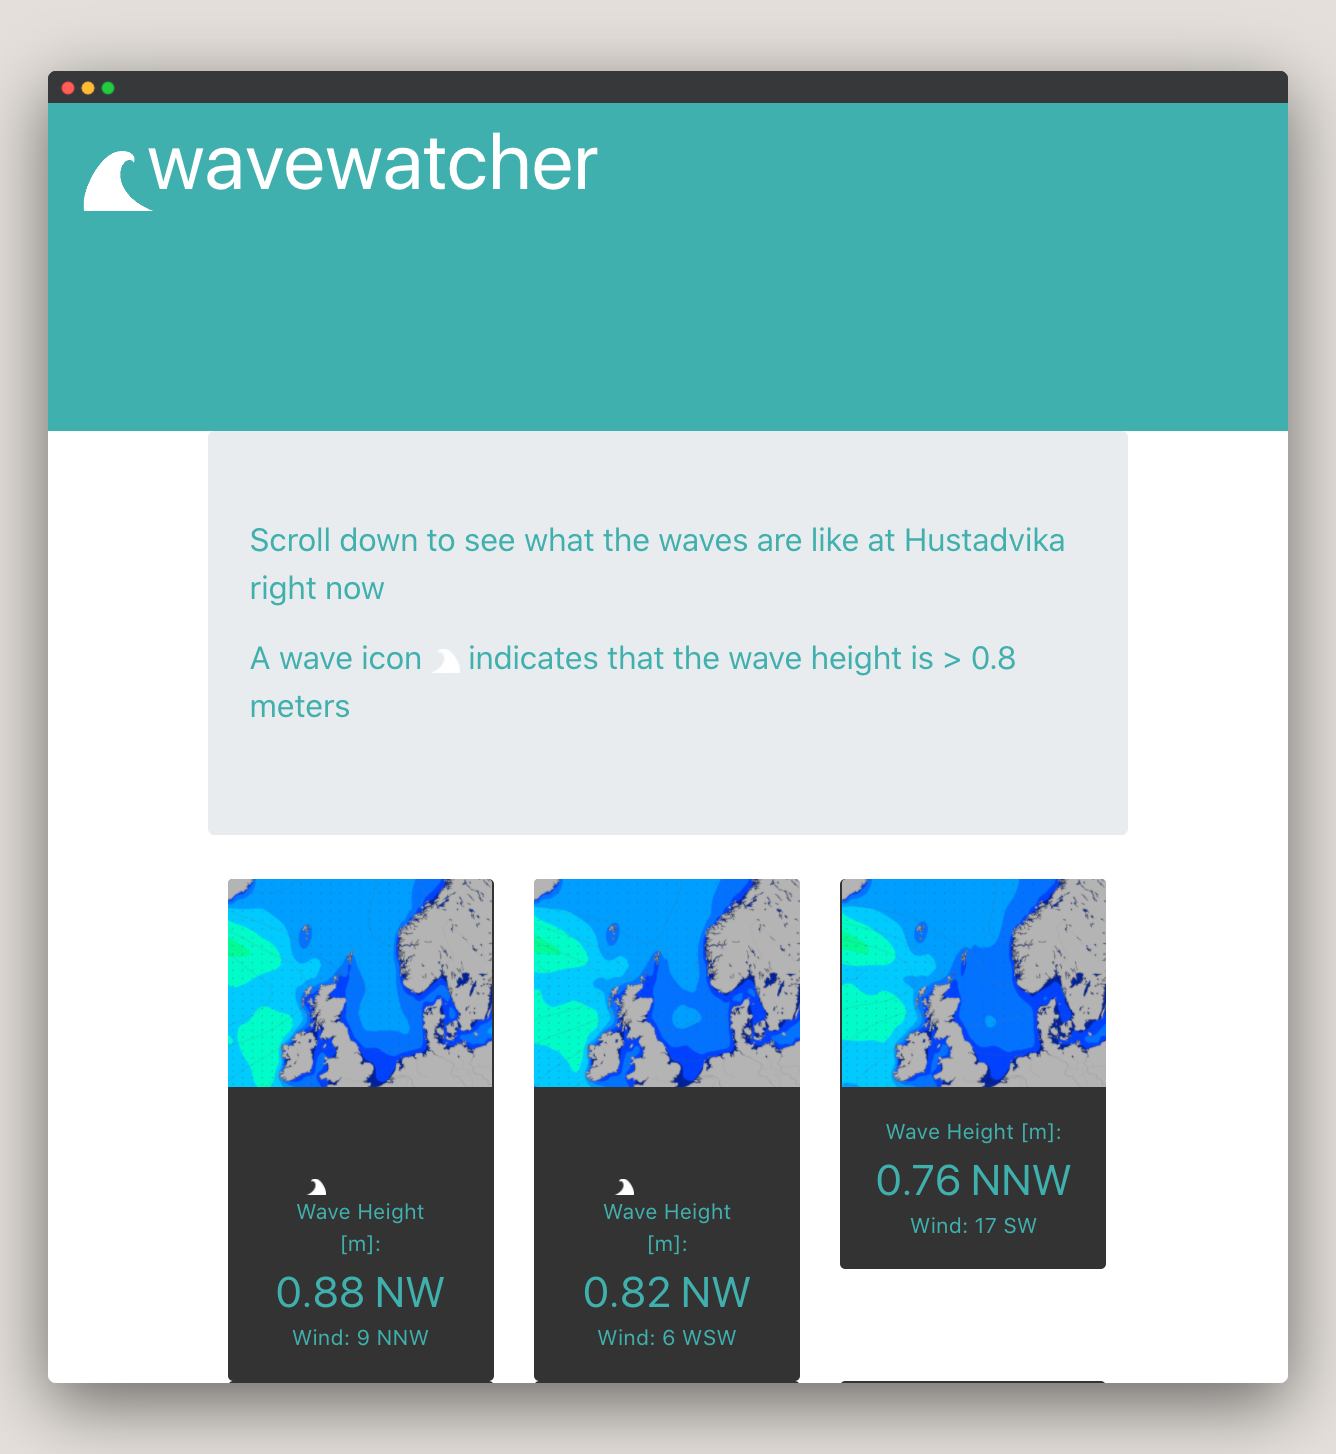 wavewatcher
Scroll down to see what the waves are like at Hustadvika
right now
A wave icon indicates that the wave height is > 0.8
meters
Wave Height
[m]:
0.88 NW
Wind: 9 NNW
Wave Height
[m]:
0.82 NW
Wind: 6 WSW
Wave Height [m]:
0.76 NNW
Wind: 17 SW